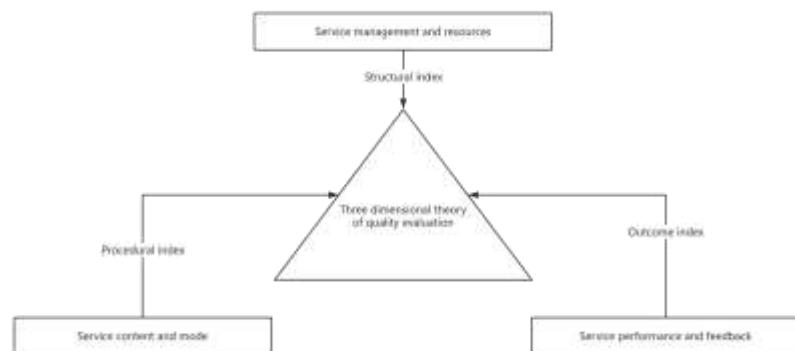 Service management and resources
Structural index
Three dimensional theory
of quality evaluation
Procedural index
Outcome index
Service content and mode
Service performance and feedback